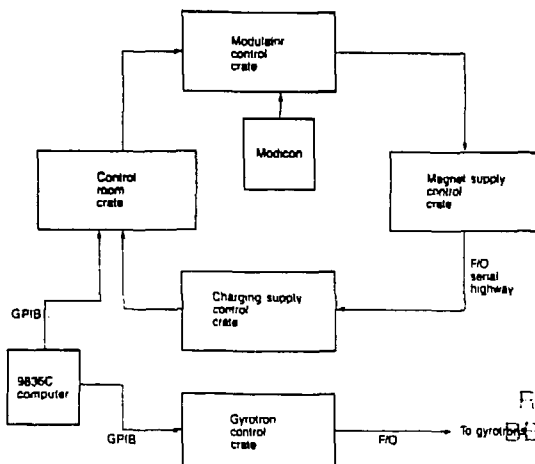 Modulator
control
crate
Modicon
Control
room
crate
Magnet supply
control
crate
F/O
serial
highway
Charging supply
control
crate
GPIB
9836C
computer
GPIB
Gyrotron
control
crate
F/O
To gyrotrons